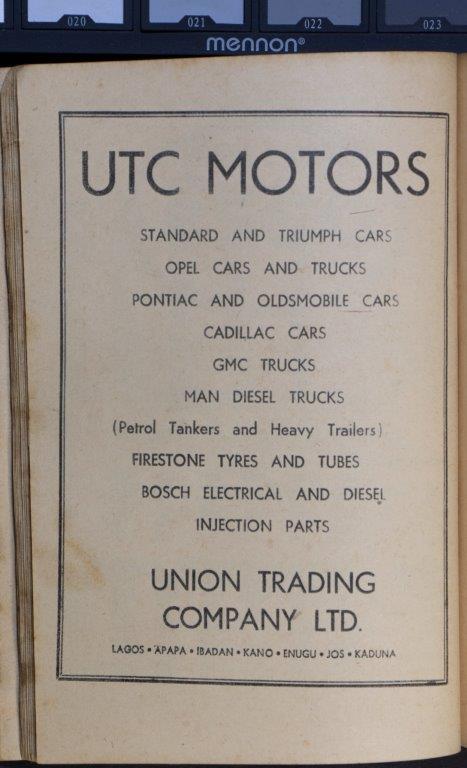 020 021 022 023
mennon®
UTC MOTORS
STANDARD AND TRIUMPH CARS
OPEL CARS AND TRUCKS
PONTIAC AND OLDSMOBILE CARS
CADILLAC CARS
GMC TRUCKS
MAN DIESEL TRUCKS
(Petrol Tankers and Heavy Trailers)
FIRESTONE TYRES AND TUBES
BOSCH ELECTRICAL AND DIESEL
INJECTION PARTS
UNION TRADING
COMPANY LTD.
LAGOS • APAPA • IBADAN • KANO • ENUGU • JOS • KADUNA